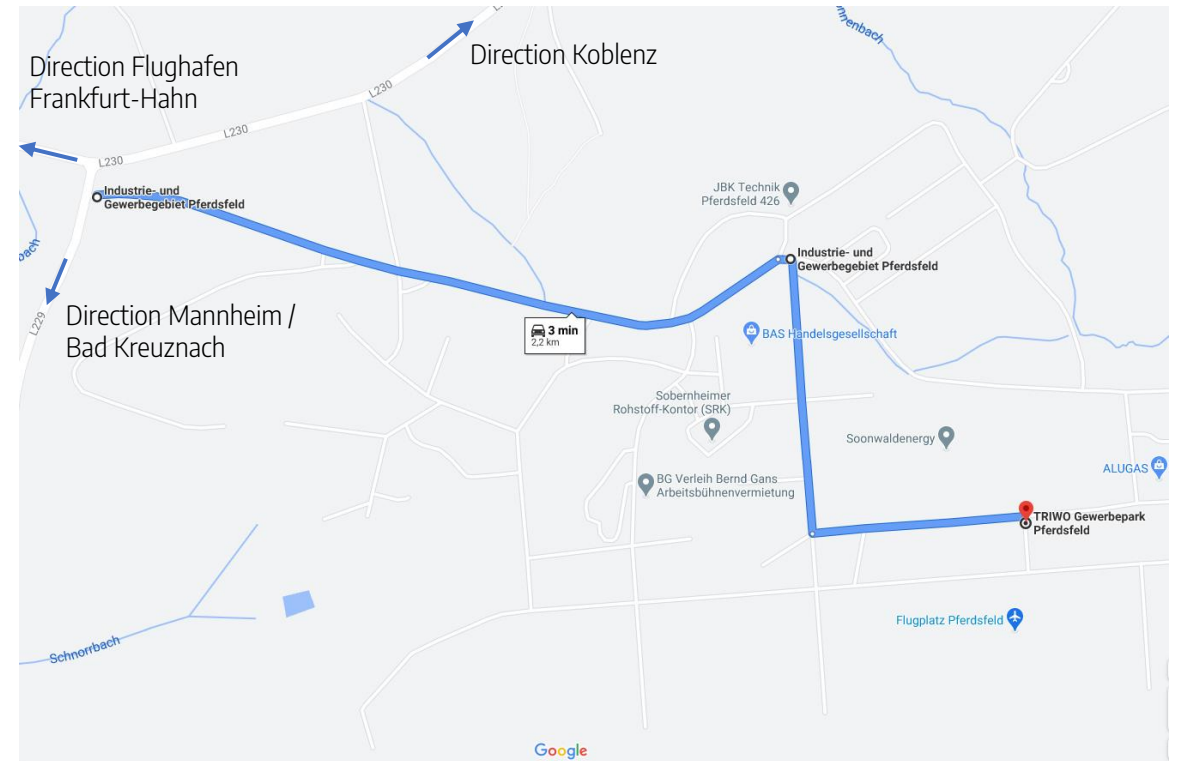 Direction Flughafen
Frankfurt-Hahn
Direction Koblenz
L230
L230
L230
Industrie- und
Gewerbegebiet Pferdsfeld
L229
Direction Mannheim /
Bad Kreuznach
JBK Technik
Pferdsfeld 426
Industrie- und
Gewerbegebiet Pferdsfeld
3 min
2,2 km
BAS Handelsgesellschaft
Sobernheimer
Rohstoff-Kontor (SRK)
Soonwaldenergy
BG Verleih Bernd Gans
Arbeitsbühnenvermietung
ALUGAS
TRIWO Gewerbepark
Pferdsfeld
Flugplatz Pferdsfeld
Schnorrbach
Google